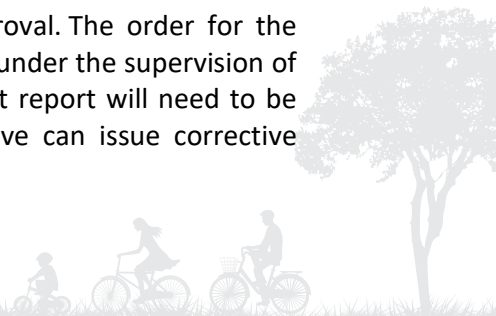 roval. The order for the
under the supervision of
t report will need to be
ve can issue corrective